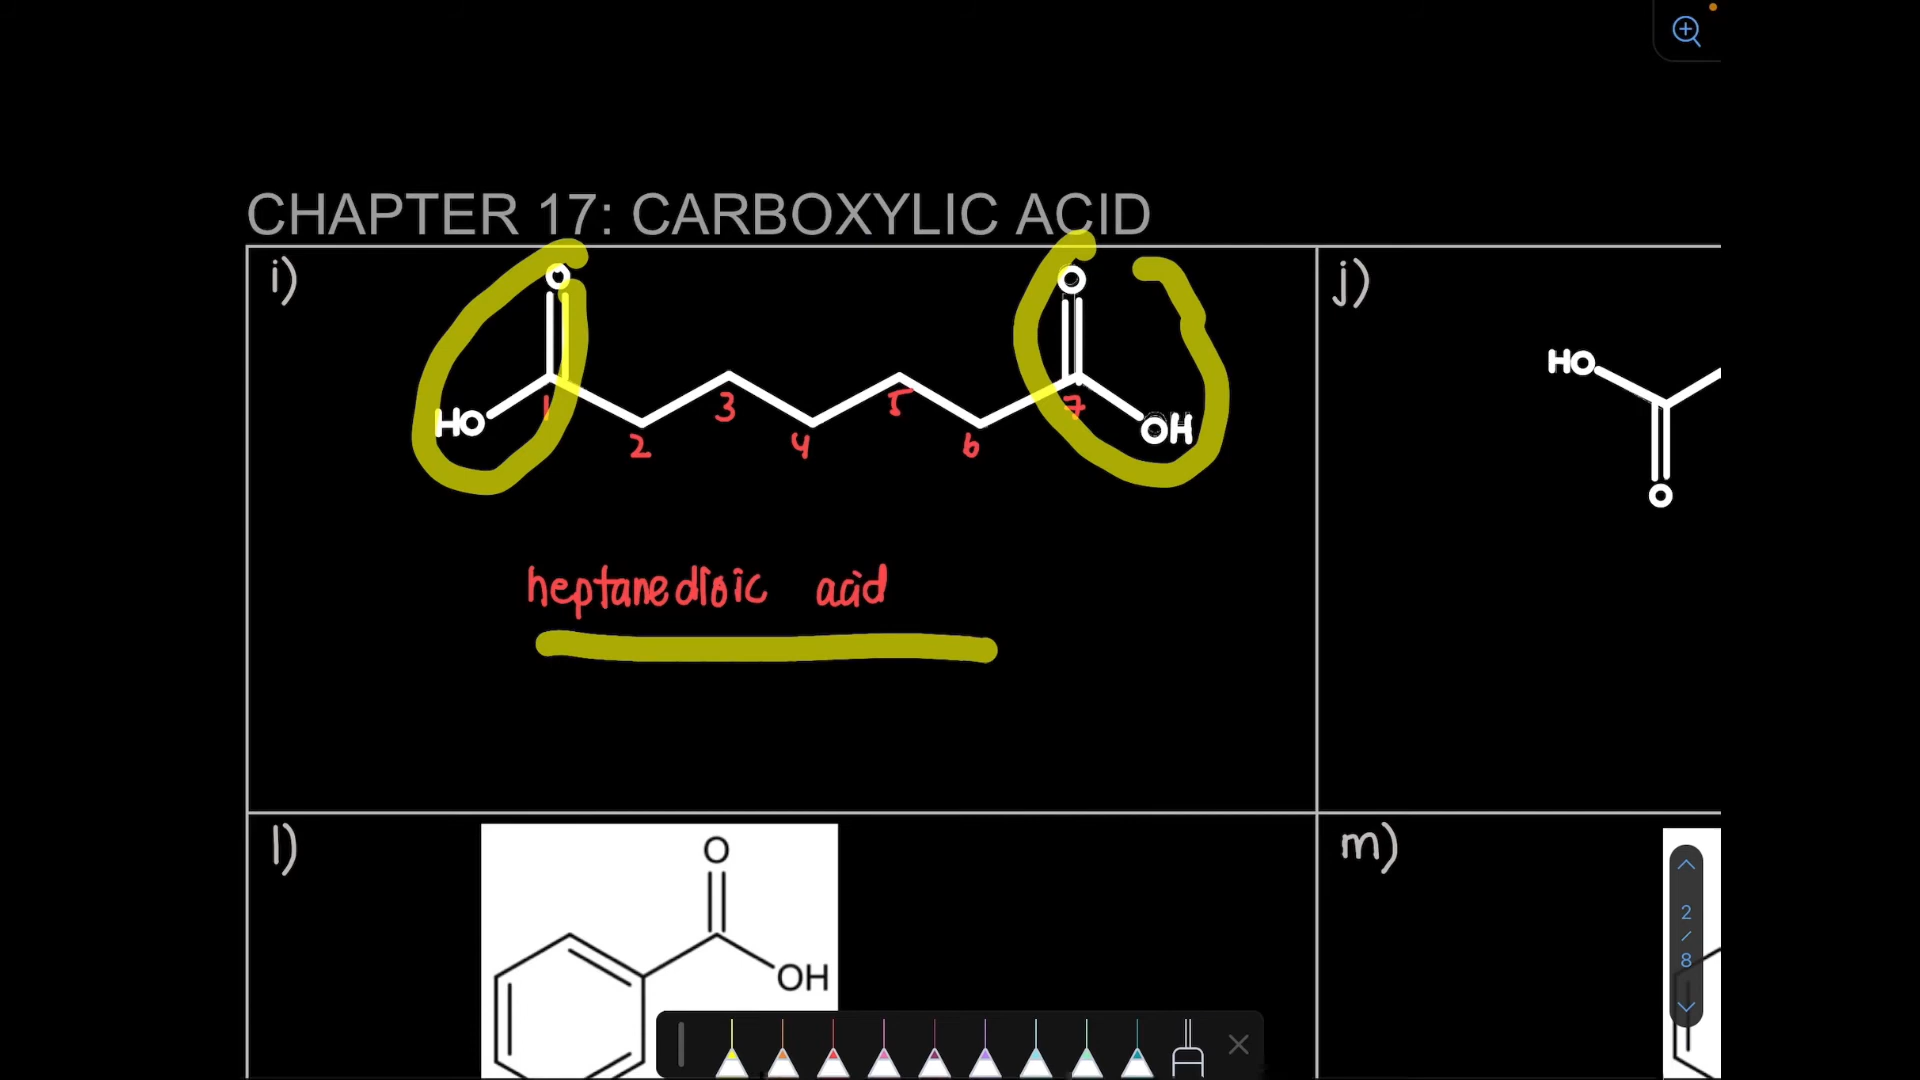 CHAPTER 17: CARBOXYLIC ACID
i)
j)
O
O
HO
1
2
3
4
5
6
7
OH
HO
O
heptanedioic acid
l)
m)
O
OH
2
/
8